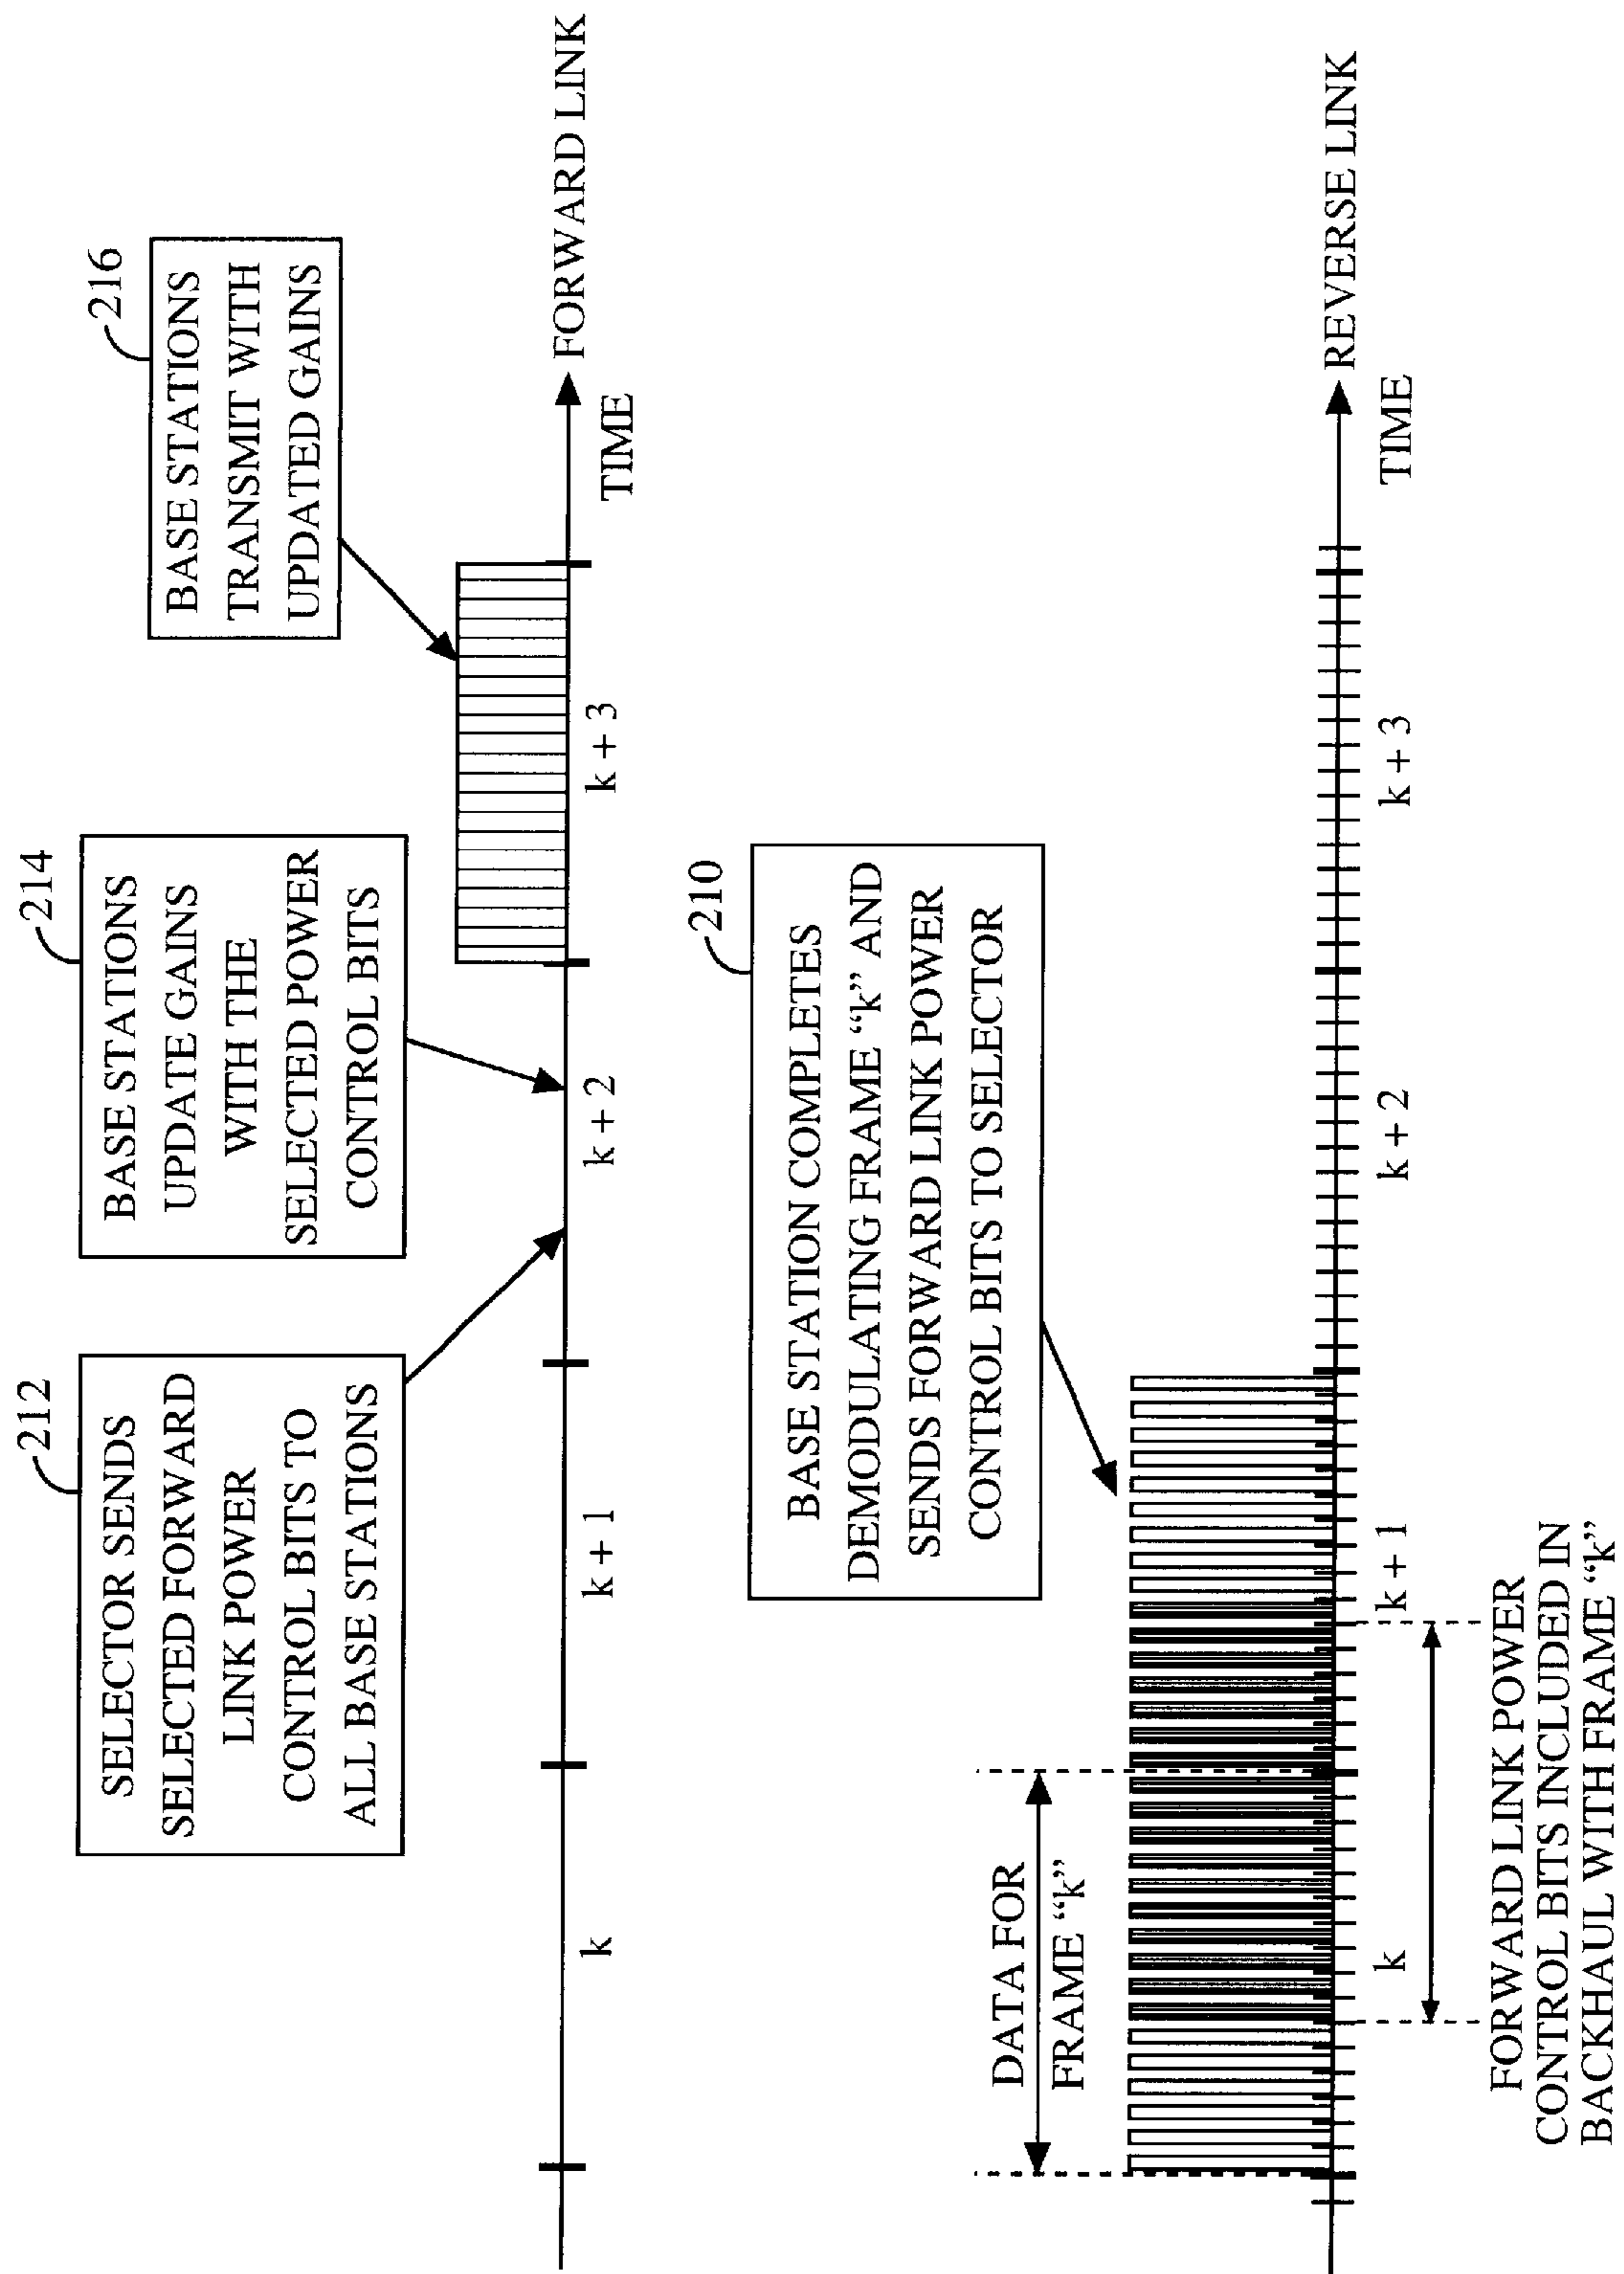 212
SELECTOR SENDS
SELECTED FORWARD
LINK POWER
CONTROL BITS TO
ALL BASE STATIONS
214
BASE STATIONS
UPDATE GAINS
WITH THE
SELECTED POWER
CONTROL BITS
216
BASE STATIONS
TRANSMIT WITH
UPDATED GAINS
FORWARD LINK
k
k + 1
k + 2
k + 3
TIME
210
BASE STATION COMPLETES
DEMODULATING FRAME “k” AND
SENDS FORWARD LINK POWER
CONTROL BITS TO SELECTOR
DATA FOR
FRAME “k”
REVERSE LINK
k
k + 1
k + 2
k + 3
TIME
FORWARD LINK POWER
CONTROL BITS INCLUDED IN
BACKHAUL WITH FRAME “k”